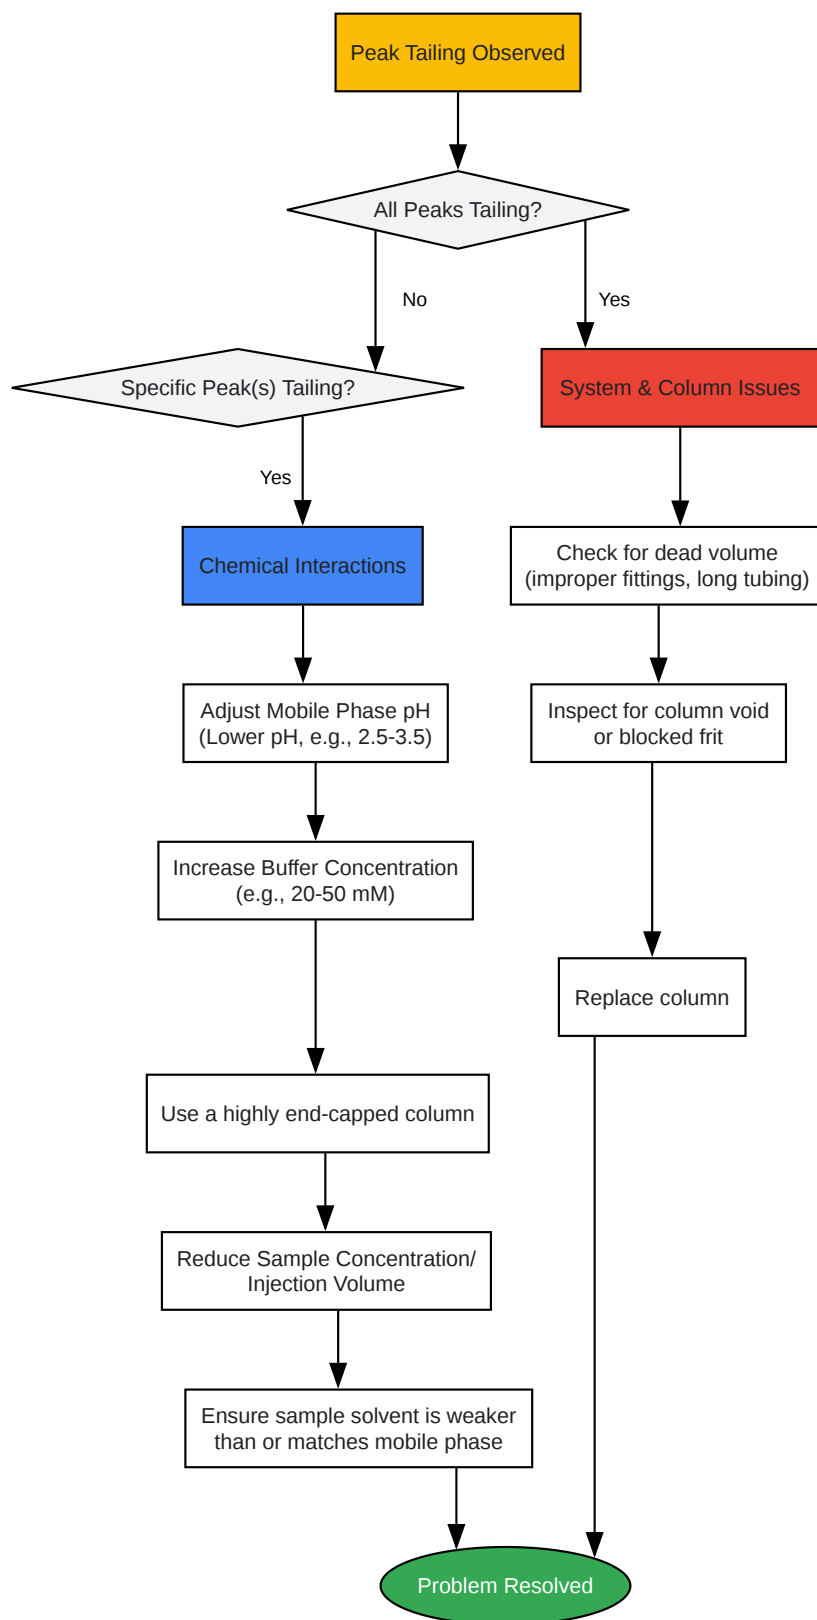 Peak Tailing Observed
All Peaks Tailing?
No
Yes
Specific Peak(s) Tailing?
System & Column Issues
Yes
Chemical Interactions
Check for dead volume
(improper fittings, long tubing)
Adjust Mobile Phase pH
(Lower pH, e.g., 2.5-3.5)
Inspect for column void
or blocked frit
Increase Buffer Concentration
(e.g., 20-50 mM)
Replace column
Use a highly end-capped column
Reduce Sample Concentration/
Injection Volume
Ensure sample solvent is weaker
than or matches mobile phase
Problem Resolved